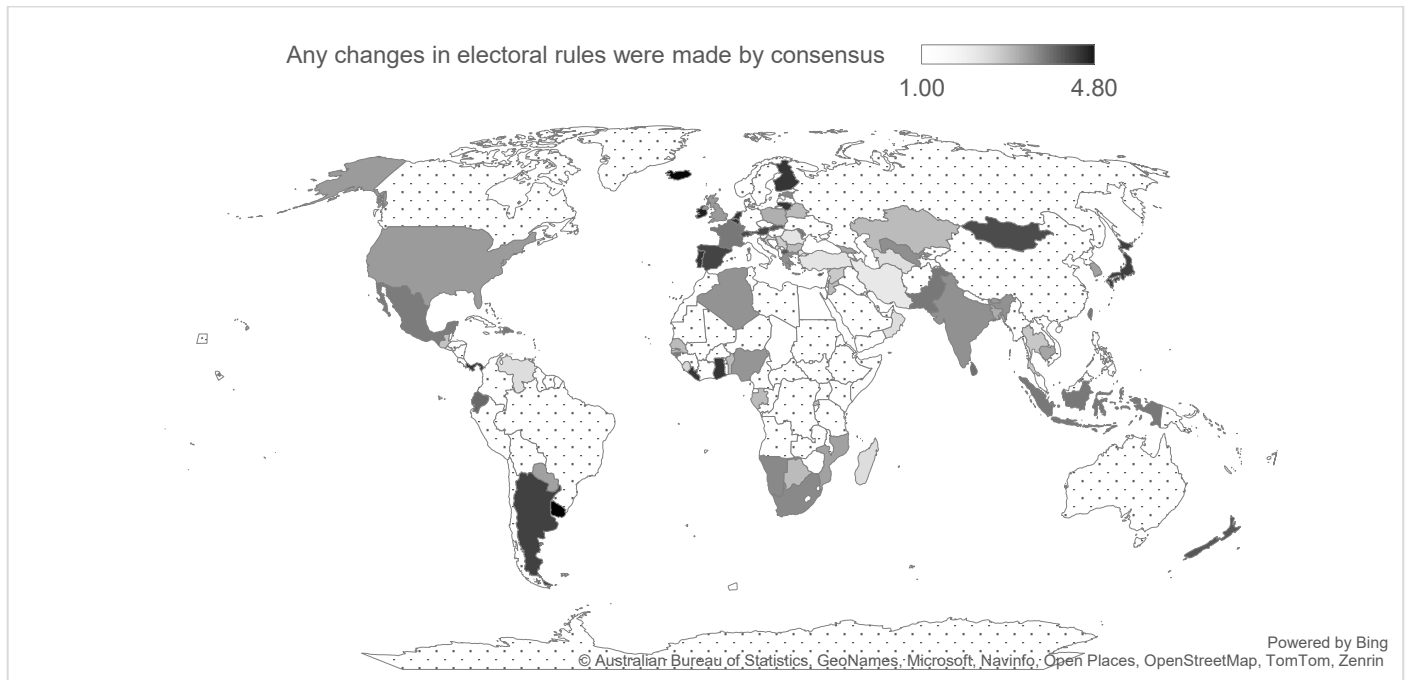 Any changes in electoral rules were made by consensus
1.00 4.80
Powered by Bing
© Australian Bureau of Statistics, GeoNames, Microsoft, Navinfo, Open Places, OpenStreetMap, TomTom, Zenrin